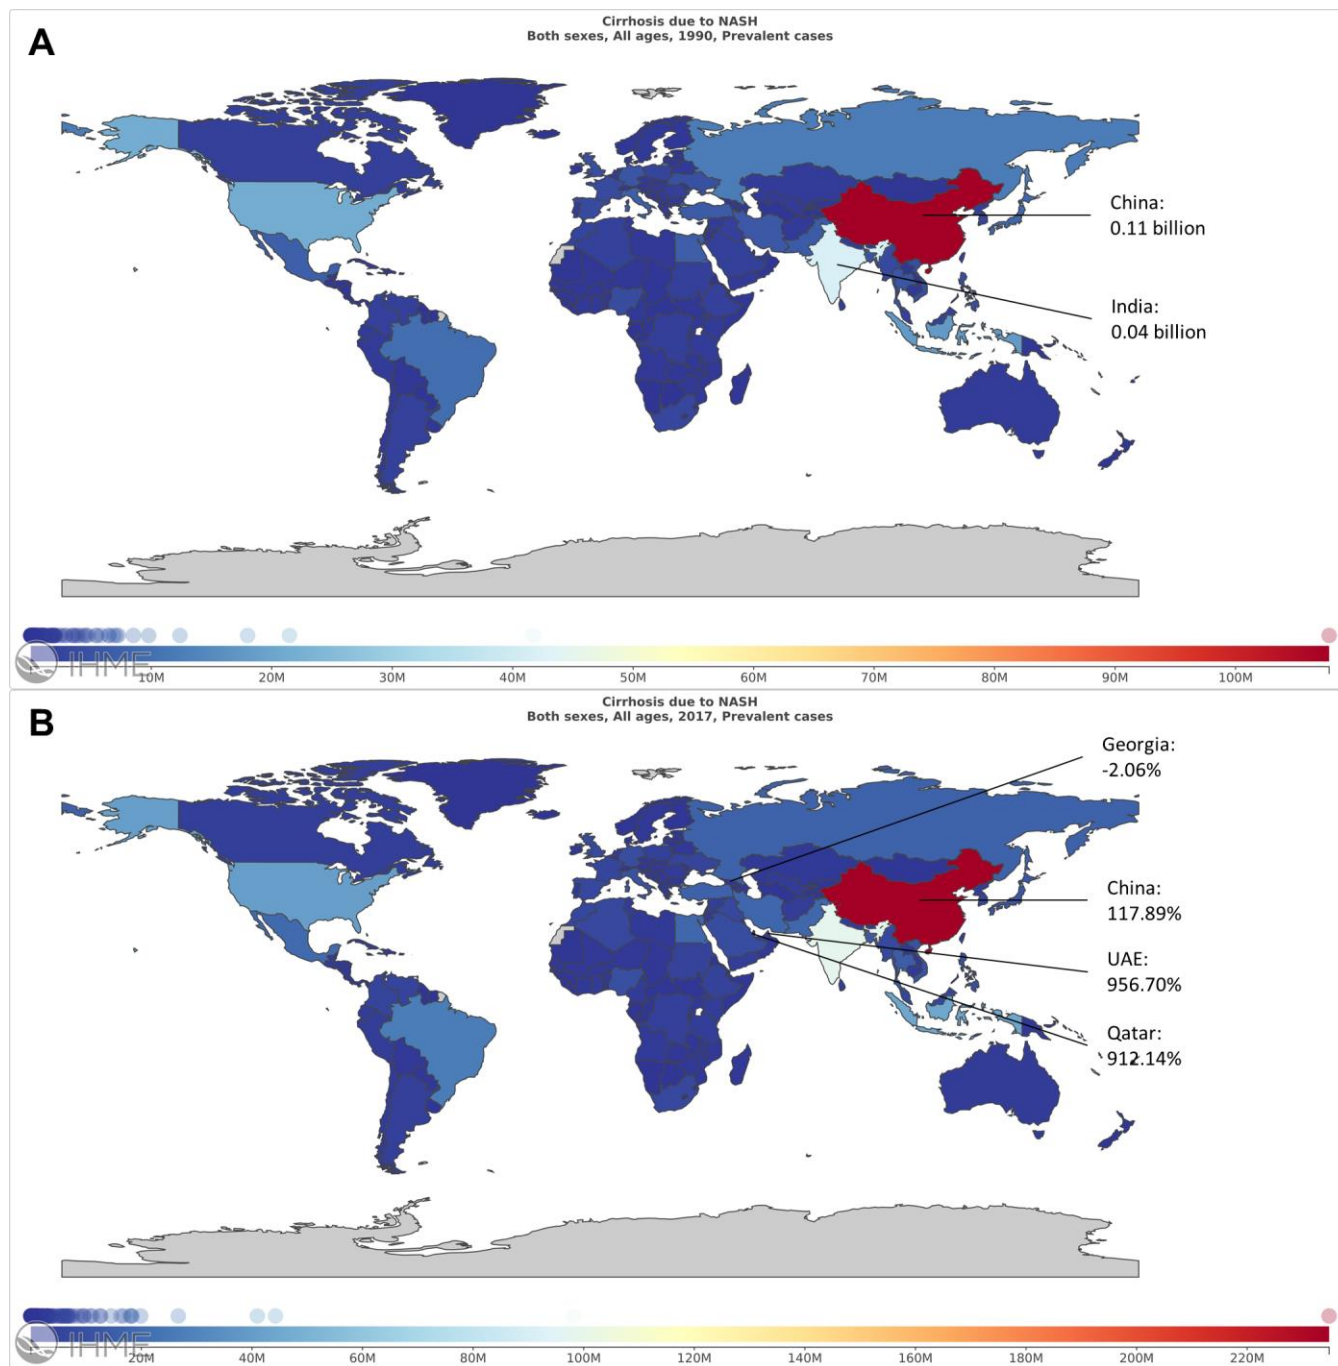 A
Cirrhosis due to NASH
Both sexes, All ages, 1990, Prevalent cases
China:
0.11 billion
India:
0.04 billion
IHME
10M 20M 30M 40M 50M 60M 70M 80M 90M 100M
B
Cirrhosis due to NASH
Both sexes, All ages, 2017, Prevalent cases
Georgia:
-2.06%
China:
117.89%
UAE:
956.70%
Qatar:
912.14%
IHME
20M 40M 60M 80M 100M 120M 140M 160M 180M 200M 220M